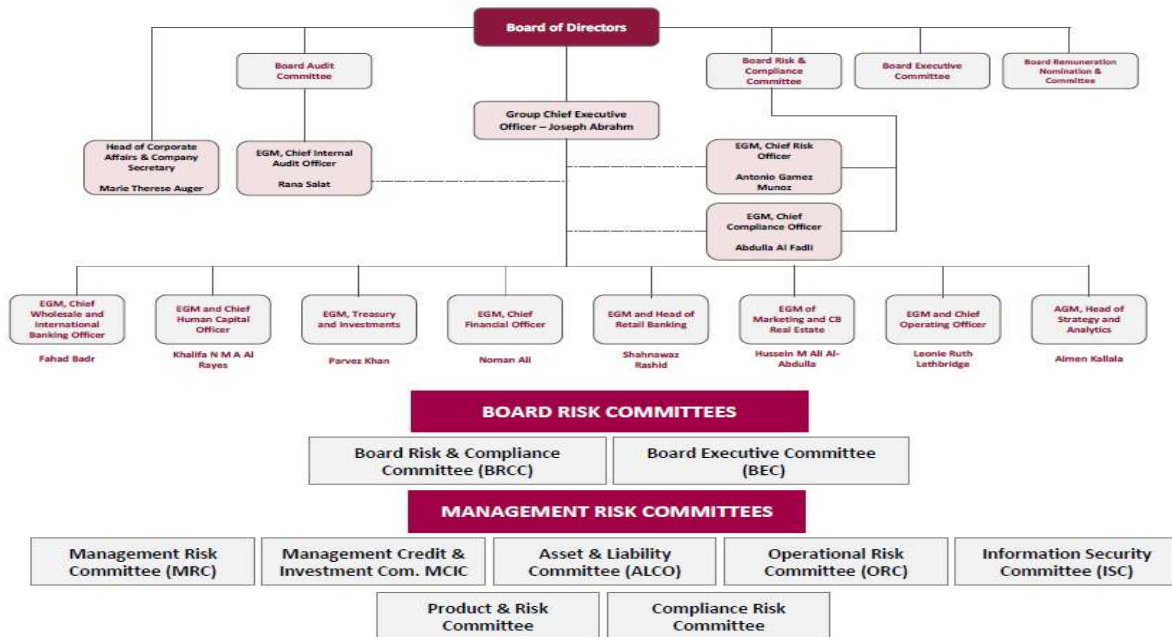 Board of Directors
Board Audit
Committee
Board Risk &
Compliance
Committee
Board Executive
Committee
Board Remuneration
Nomination &
Committee
Group Chief Executive
Officer – Joseph Abrahm
Head of Corporate
Affairs & Company
Secretary
Marie Therese Auger
EGM, Chief Internal
Audit Officer
Rana Salat
EGM, Chief Risk
Officer
Antonio Gamez
Munoz
EGM, Chief
Compliance Officer
Abdulla Al Fadli
EGM, Chief
Wholesale and
International
Banking Officer
Fahad Badr
EGM and Chief
Human Capital
Officer
Khalifa N M A Al
Rayes
EGM, Treasury
and Investments
Parvez Khan
EGM, Chief
Financial Officer
Noman Ali
EGM and Head of
Retail Banking
Shahnawaz
Rashid
EGM of
Marketing and CB
Real Estate
Hussein M Ali Al-
Abdulla
EGM and Chief
Operating Officer
Leonie Ruth
Lethbridge
AGM, Head of
Strategy and
Analytics
Aimen Kallala
BOARD RISK COMMITTEES
Board Risk & Compliance
Committee (BRCC)
Board Executive Committee
(BEC)
MANAGEMENT RISK COMMITTEES
Management Risk
Committee (MRC)
Management Credit &
Investment Com. MCIC
Asset & Liability
Committee (ALCO)
Operational Risk
Committee (ORC)
Information Security
Committee (ISC)
Product & Risk
Committee
Compliance Risk
Committee